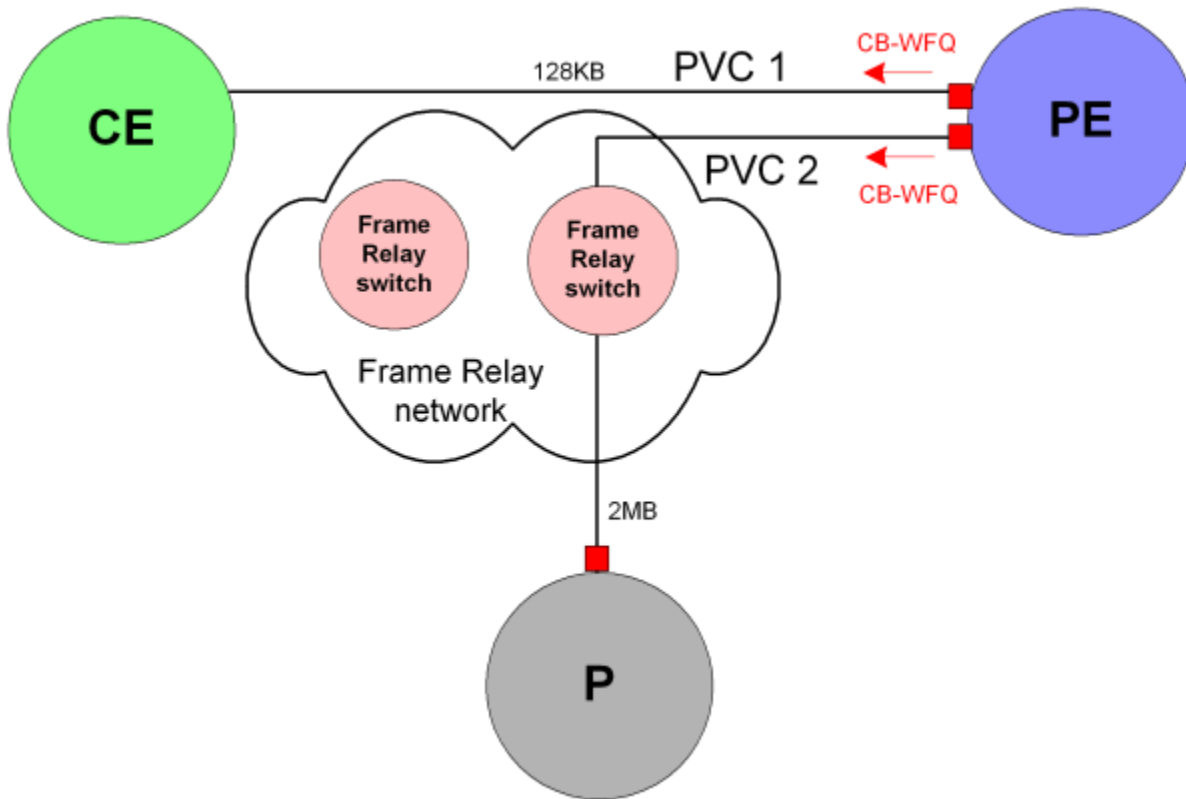 CB-WFQ
128KB
PVC 1
CE
PE
PVC 2
CB-WFQ
Frame
Relay
switch
Frame
Relay
switch
Frame Relay
network
2MB
P